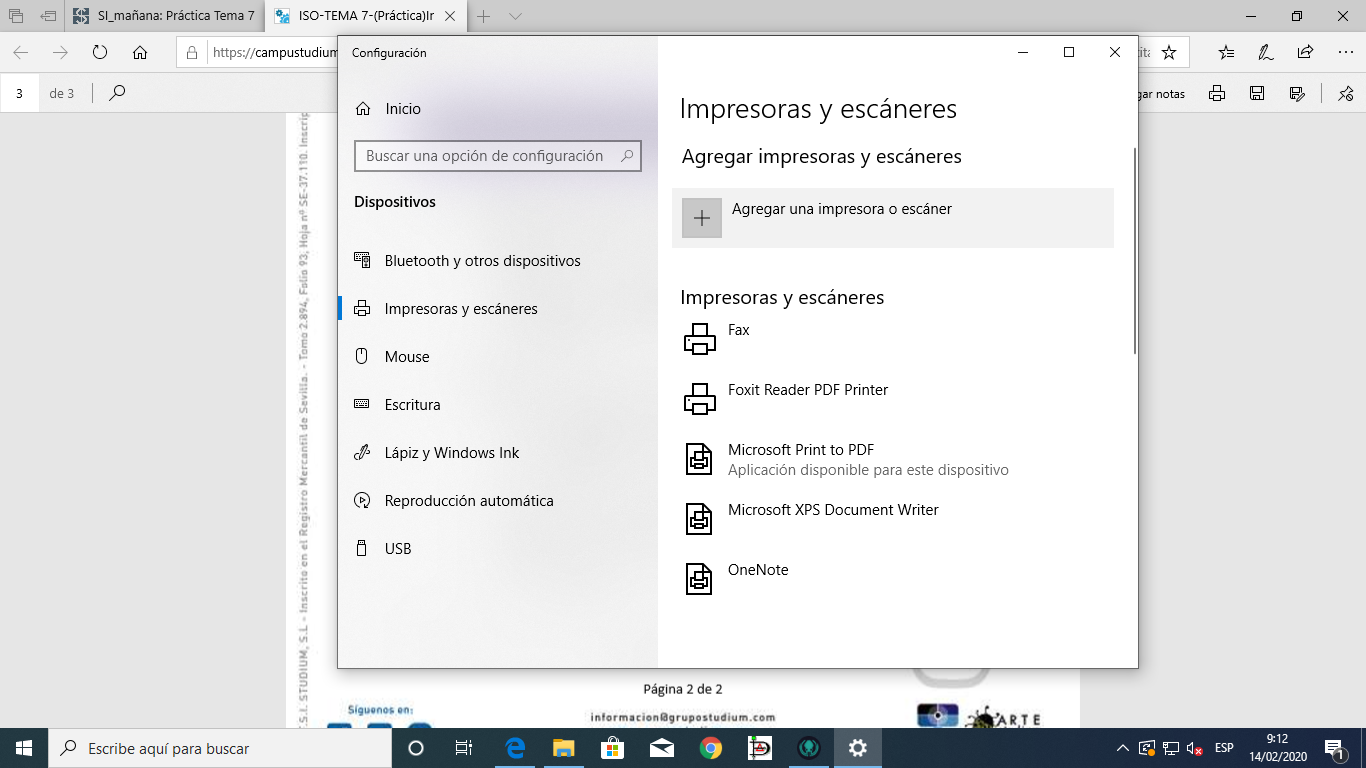 SI_mañana: Práctica Tema 7
ISO-TEMA 7-(Práctica)Ir
https://campustudium
3
de 3
gar notas
Configuración
Inicio
Buscar una opción de configuración
Dispositivos
Bluetooth y otros dispositivos
Impresoras y escáneres
Mouse
Escritura
Lápiz y Windows Ink
Reproducción automática
USB
Impresoras y escáneres
Agregar impresoras y escáneres
Agregar una impresora o escáner
Impresoras y escáneres
Fax
Foxit Reader PDF Printer
Microsoft Print to PDF
Aplicación disponible para este dispositivo
Microsoft XPS Document Writer
OneNote
S.I. STUDIUM, S.L - Inscrito en el Registro Mercantil de Sevilla. - Tomo 2.894, Folio 93, Hoja nº SE-37.110. Inscrip
Página 2 de 2
Síguenos en:
informacion@grupostudium.com
ARTE
Escribe aquí para buscar
ESP
9:12
14/02/2020
1